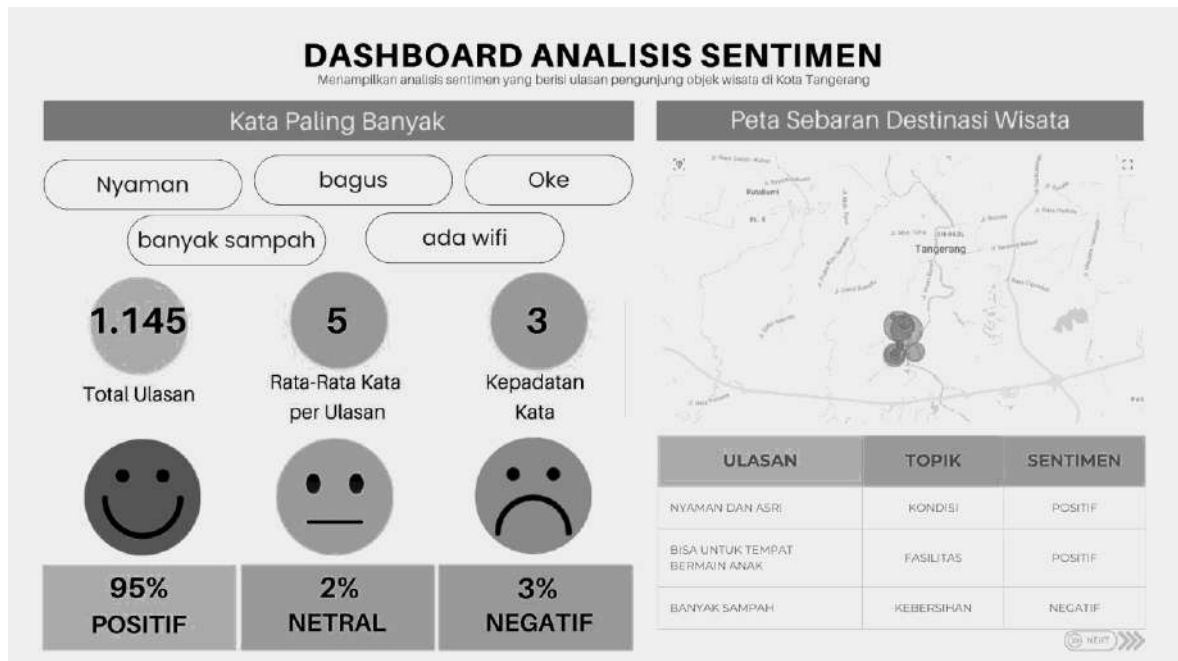 DASHBOARD ANALISIS SENTIMEN
Menampilkan analisis sentimen yang berisi ulasan pengunjung objek wisata di Kota Tangerang
Kata Paling Banyak
Nyaman
bagus
Oke
banyak sampah
ada wifi
1.145
Total Ulasan
5
Rata-Rata Kata
per Ulasan
3
Kepadatan
Kata
95%
POSITIF
2%
NETRAL
3%
NEGATIF
Peta Sebaran Destinasi Wisata
Tangerang
ULASAN TOPIK SENTIMEN
NYAMAN DAN ASRI KONDISI POSITIF
BISA UNTUK TEMPAT
BERMAIN ANAK FASILITAS POSITIF
BANYAK SAMPAH KEBERSIHAN NEGATIF
NEXT